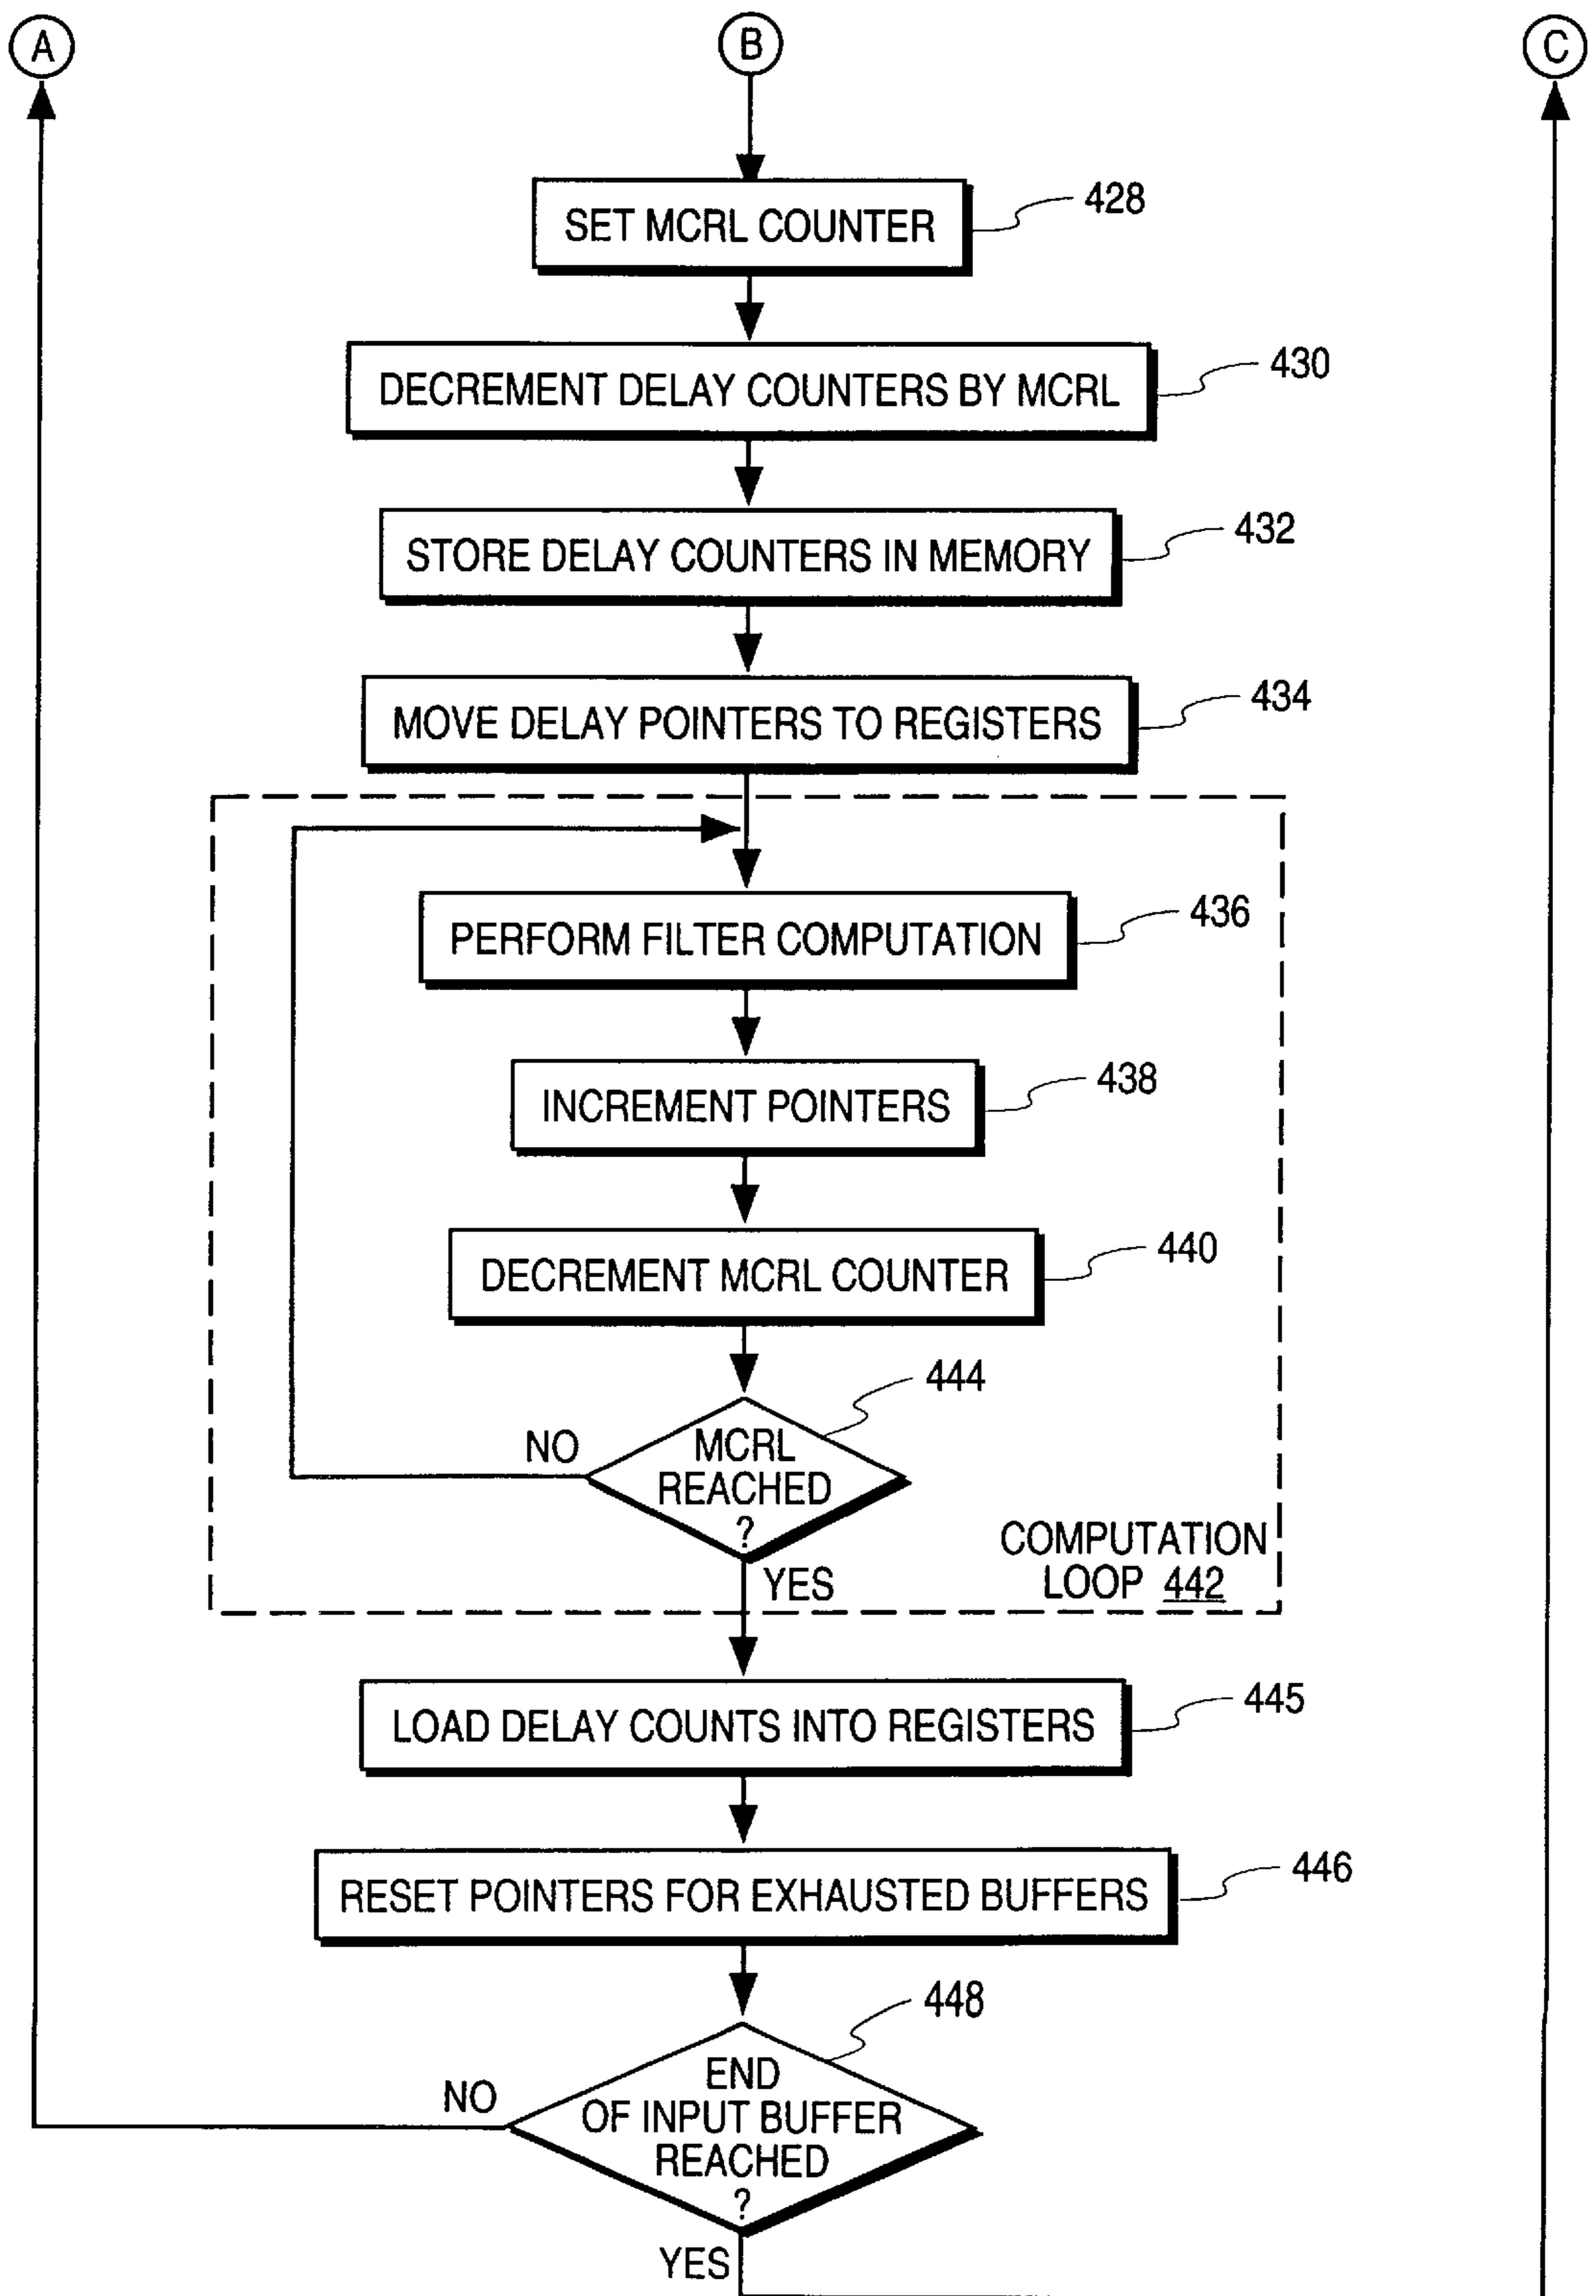 A
B
C
SET MCRL COUNTER
428
DECREMENT DELAY COUNTERS BY MCRL
430
STORE DELAY COUNTERS IN MEMORY
432
MOVE DELAY POINTERS TO REGISTERS
434
PERFORM FILTER COMPUTATION
436
INCREMENT POINTERS
438
DECREMENT MCRL COUNTER
440
444
NO
MCRL
REACHED
?
YES
COMPUTATION
LOOP 442
LOAD DELAY COUNTS INTO REGISTERS
445
RESET POINTERS FOR EXHAUSTED BUFFERS
446
448
NO
END
OF INPUT BUFFER
REACHED
?
YES